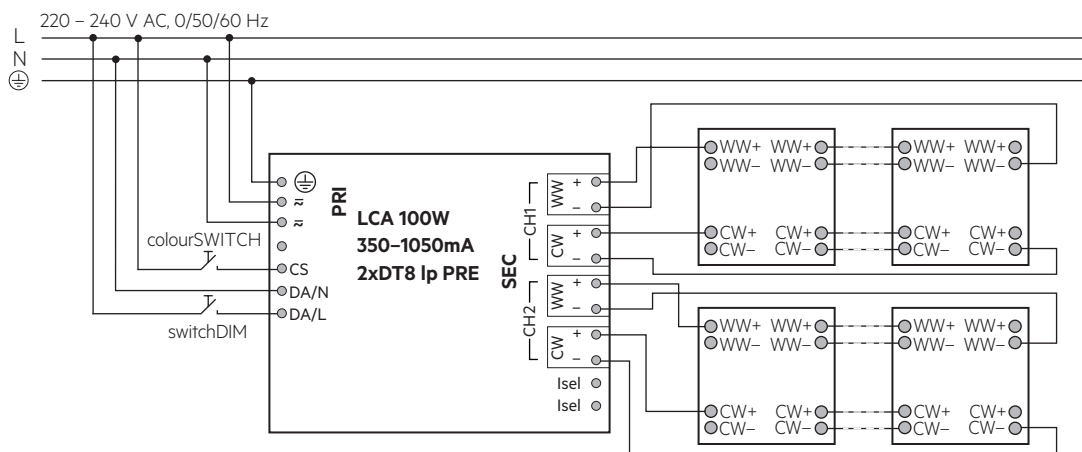 220 – 240 V AC, 0/50/60 Hz
L
N
PRI
LCA 100W
350–1050mA
2xDT8 lp PRE
SEC
colourSWITCH
CS
DA/N
DA/L
switchDIM
CH1
WW + –
CW + –
CH2
WW + –
CW + –
Isel
Isel
WW+ WW+ WW+ WW+
WW– WW– WW– WW–
CW+ CW+ CW+ CW+
CW– CW– CW– CW–
WW+ WW+ WW+ WW+
WW– WW– WW– WW–
CW+ CW+ CW+ CW+
CW– CW– CW– CW–